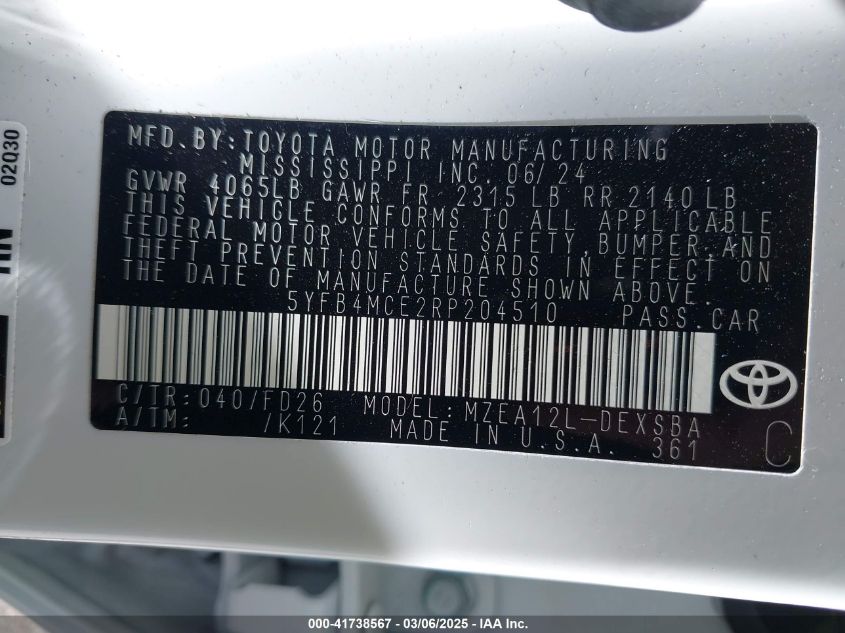 MFD.BY:TOYOTA MOTOR MANUFACTURING
MISSISSIPPI INC. 06/24
GVWR 4065LB GAWR FR 2315 LB RR 2140 LB
THIS VEHICLE CONFORMS TO ALL APPLICABLE
FEDERAL MOTOR VEHICLE SAFETY, BUMPER, AND
THEFT PREVENTION STANDARDS IN EFFECT ON
THE DATE OF MANUFACTURE SHOWN ABOVE.
5YFB4MCE2RP204510 PASS.CAR
C/TR: 040/FD26 MODEL: MZEA12L-DEXSBA
A/TM: /K121 MADE IN U.S.A. 361
C
02Q30
000-41738567 — 03/06/2025 — IAAI.com